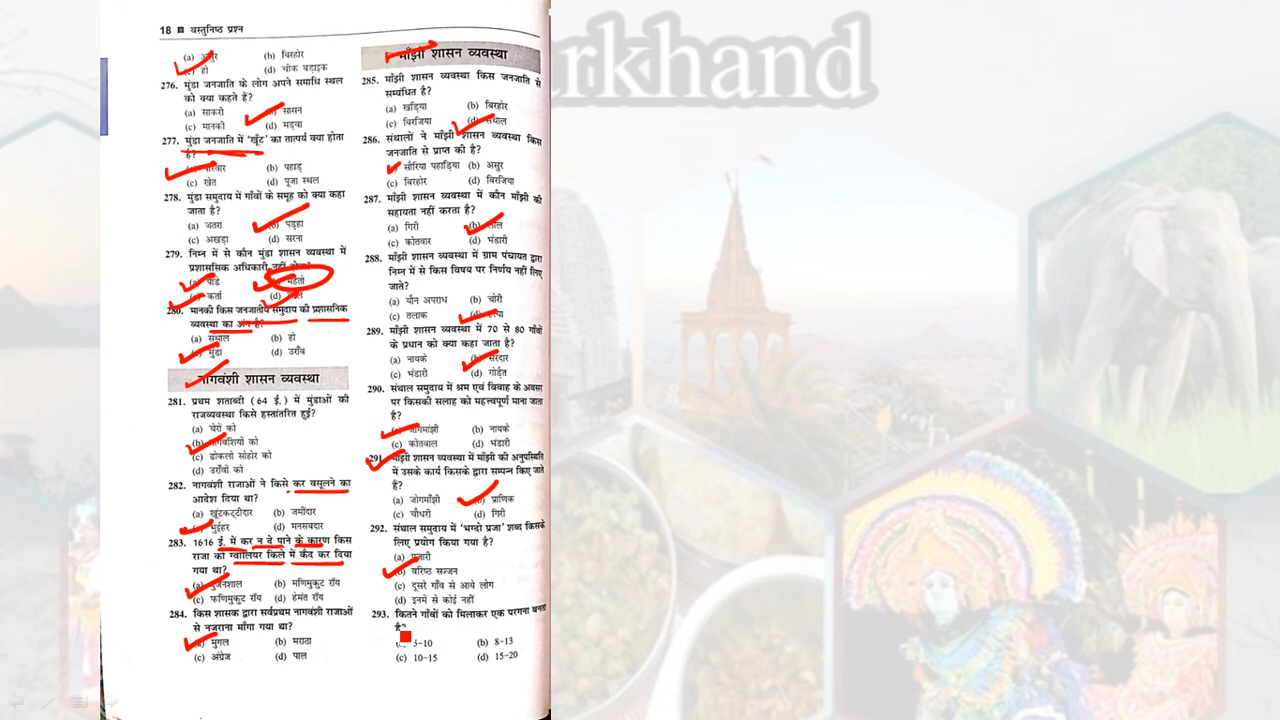 18 ■ वस्तुनिष्ठ प्रश्न
(a) (b) बिरहोर
हो (d) चीक बड़ाइक
276. मुंडा जनजाति के लोग अपने समाधि स्थल
को क्या कहते हैं?
(a) साकरी सासन
(c) मानकी (d) मड़वा
277. मुंडा जनजाति में 'खूँट' का तात्पर्य क्या होता
है?
(b) पहाड़
(c) खेत (d) पूजा स्थल
278. मुंडा समुदाय में गाँवों के समूह को क्या कहा
जाता है?
(a) जतरा पड़हा
(c) अखड़ा (d) सरना
279. निम्न में से कौन मुंडा शासन व्यवस्था में
प्रशाससिक अधिकारी नहीं
पांडे महतो
कर्ता (d)
280. मानकी किस जनजातीय समुदाय की प्रशासनिक
व्यवस्था का अंग है?
(a) संथाल (b) हो
मुंडा (d) उराँव
नागवंशी शासन व्यवस्था
281. प्रथम शताब्दी (64 ई.) में मुंडाओं की
राजव्यवस्था किसे हस्तांतरित हुई?
(a) चेरों को
(b) नागवंशियों को
(c) ढोकलो सोहोर को
(d) उराँवों को
282. नागवंशी राजाओं ने किसे कर वसूलने का
आदेश दिया था?
(a) खूंटकट्टीदार (b) जमींदार
भुईहर (d) मनसबदार
283. 1616 ई. में कर न दे पाने के कारण किस
राजा को ग्वालियर किले में कैद कर दिया
गया था?
(a) दुर्जनशाल (b) मणिमुकुट रॉय
(c) फणिमुकुट रॉय (d) हेमंत रॉय
284. किस शासक द्वारा सर्वप्रथम नागवंशी राजाओं
से नजराना माँगा गया था?
मुगल (b) मराठा
(c) अंग्रेज (d) पाल
माँझी शासन व्यवस्था
285. माँझी शासन व्यवस्था किस जनजाति से
सम्बंधित है?
(a) खड़िया (b) बिरहोर
(c) बिरजिया (d) संथाल
286. संथालों ने माँझी शासन व्यवस्था किस
जनजाति से प्राप्त की है?
सौरिया पहाड़िया (b) असुर
(c) बिरहोर (d) बिरजिया
287. माँझी शासन व्यवस्था में कौन माँझी की
सहायता नहीं करता है?
(a) गिरी (b)
(c) कोतवार (d) भंडारी
288. माँझी शासन व्यवस्था में ग्राम पंचायत द्वारा
निम्न में से किस विषय पर निर्णय नहीं लिए
जाते?
(a) यौन अपराध (b) चोरी
(c) तलाक (d) हत्या
289. माँझी शासन व्यवस्था में 70 से 80 गाँवों
के प्रधान को क्या कहा जाता है?
(a) नायके (b) सरदार
(c) भंडारी (d) गोड़ैत
290. संथाल समुदाय में श्रम एवं विवाह के अवसर
पर किसकी सलाह को महत्त्वपूर्ण माना जाता
है?
जोगमांझी (b) नायके
(c) कोतवाल (d) भंडारी
291. माँझी शासन व्यवस्था में माँझी की अनुपस्थिति
में उसके कार्य किसके द्वारा सम्पन्न किए जाते
हैं?
(a) जोगमाँझी (b) प्राणिक
(c) चौधरी (d) गिरी
292. संथाल समुदाय में 'भग्दो प्रजा' शब्द किसके
लिए प्रयोग किया गया है?
(a) पुजारी
(b) वरिष्ठ सज्जन
(c) दूसरे गाँव से आये लोग
(d) इनमें से कोई नहीं
293. कितने गाँवों को मिलाकर एक परगना बनता
है?
5-10 (b) 8-13
(c) 10-15 (d) 15-20